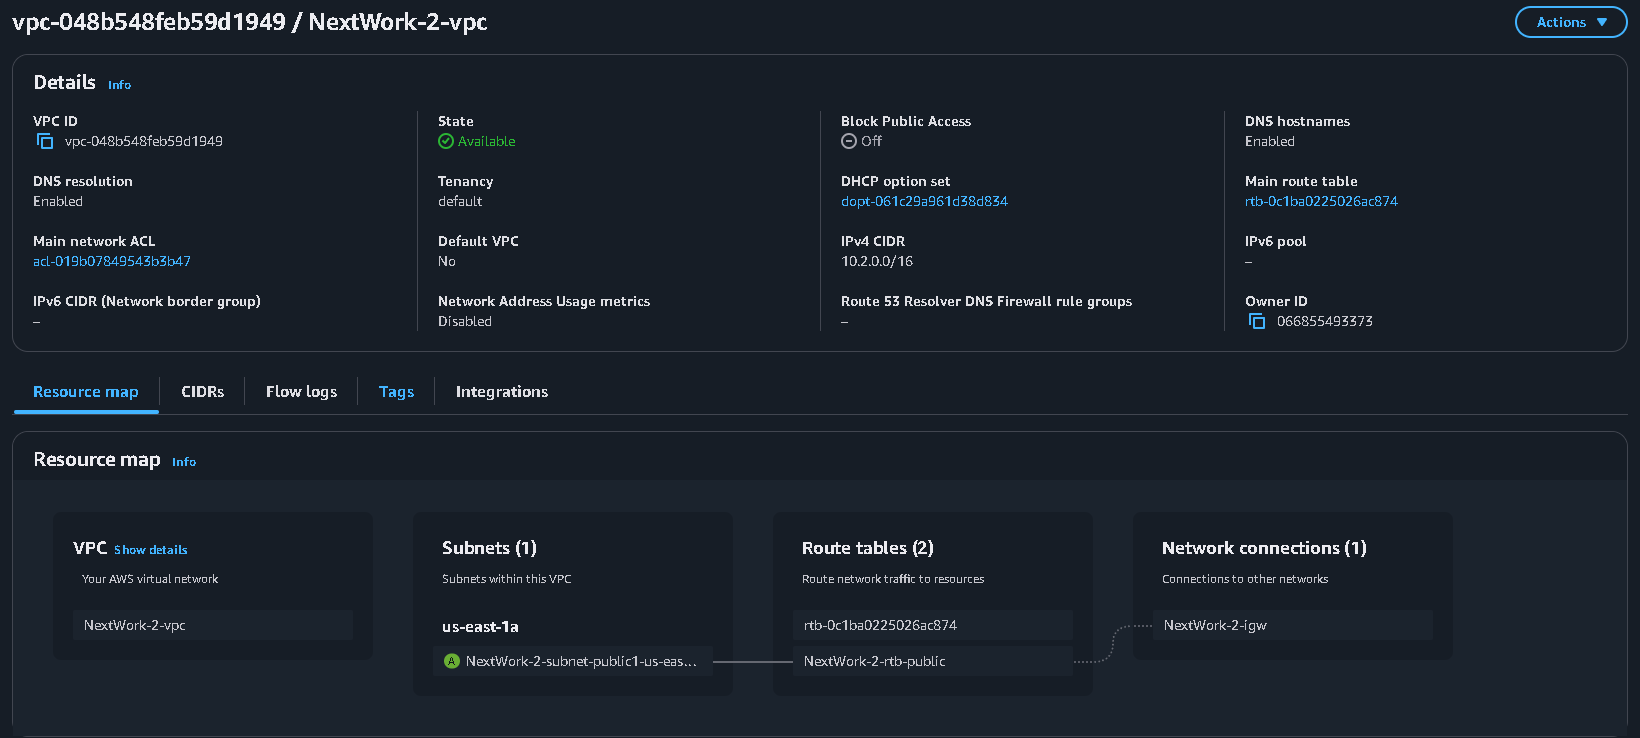 vpc-048b548feb59d1949 / NextWork-2-vpc
Actions
Details Info
VPC ID
vpc-048b548feb59d1949
State
Available
Block Public Access
Off
DNS hostnames
Enabled
DNS resolution
Enabled
Tenancy
default
DHCP option set
dopt-061c29a961d38d834
Main route table
rtb-0c1ba0225026ac874
Main network ACL
acl-019b07849543b3b47
Default VPC
No
IPv4 CIDR
10.2.0.0/16
IPv6 pool
–
IPv6 CIDR (Network border group)
–
Network Address Usage metrics
Disabled
Route 53 Resolver DNS Firewall rule groups
–
Owner ID
066855493373
Resource map CIDRs Flow logs Tags Integrations
Resource map Info
VPC Show details
Your AWS virtual network
NextWork-2-vpc
Subnets (1)
Subnets within this VPC
us-east-1a
A NextWork-2-subnet-public1-us-eas...
Route tables (2)
Route network traffic to resources
rtb-0c1ba0225026ac874
NextWork-2-rtb-public
Network connections (1)
Connections to other networks
NextWork-2-igw